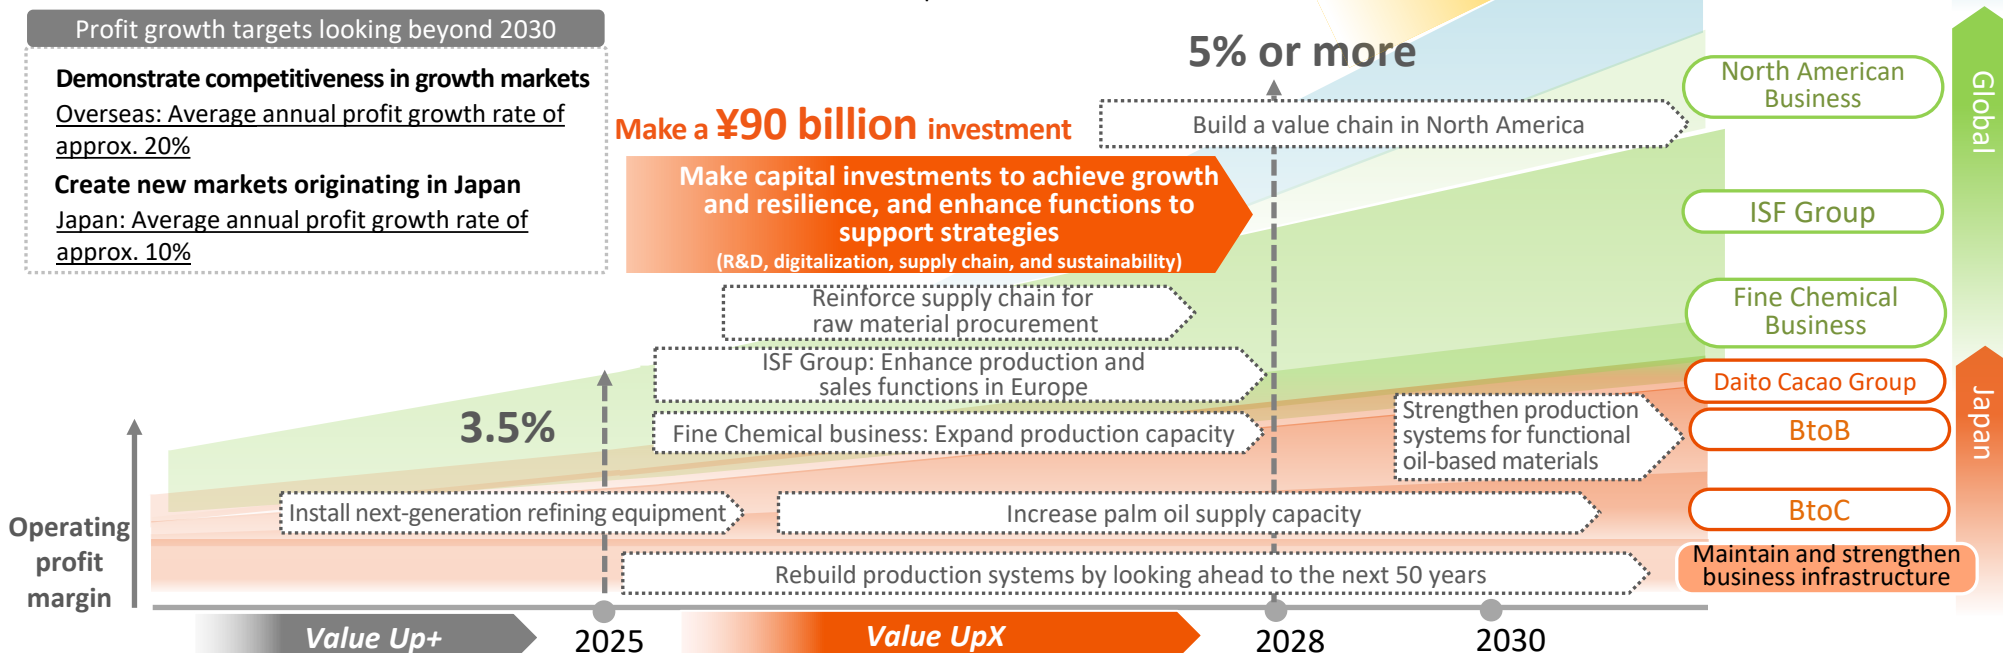 Profit growth targets looking beyond 2030
Demonstrate competitiveness in growth markets
Overseas: Average annual profit growth rate of
approx. 20%
Create new markets originating in Japan
Japan: Average annual profit growth rate of
approx. 10%
5% or more
Make a ¥90 billion investment
Build a value chain in North America
Make capital investments to achieve growth
and resilience, and enhance functions to
support strategies
(R&D, digitalization, supply chain, and sustainability)
Reinforce supply chain for
raw material procurement
ISF Group: Enhance production and
sales functions in Europe
3.5%
Fine Chemical business: Expand production capacity
Strengthen production
systems for functional
oil-based materials
Install next-generation refining equipment
Increase palm oil supply capacity
Rebuild production systems by looking ahead to the next 50 years
Operating
profit
margin
North American
Business
ISF Group
Fine Chemical
Business
Daito Cacao Group
BtoB
BtoC
Maintain and strengthen
business infrastructure
Global
Japan
Value Up+
2025
Value UpX
2028
2030